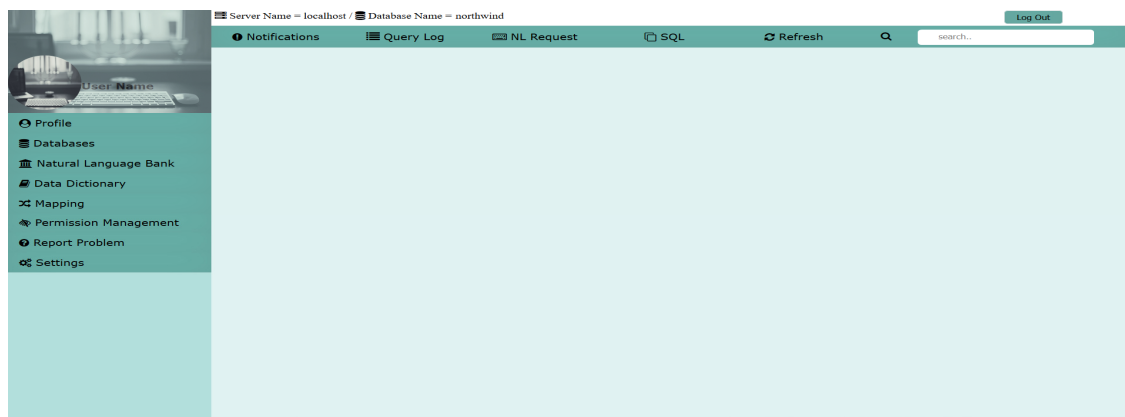 Server Name = localhost / Database Name = northwind
Log Out
Notifications Query Log NL Request SQL Refresh search..
User Name
Profile
Databases
Natural Language Bank
Data Dictionary
Mapping
Permission Management
Report Problem
Settings